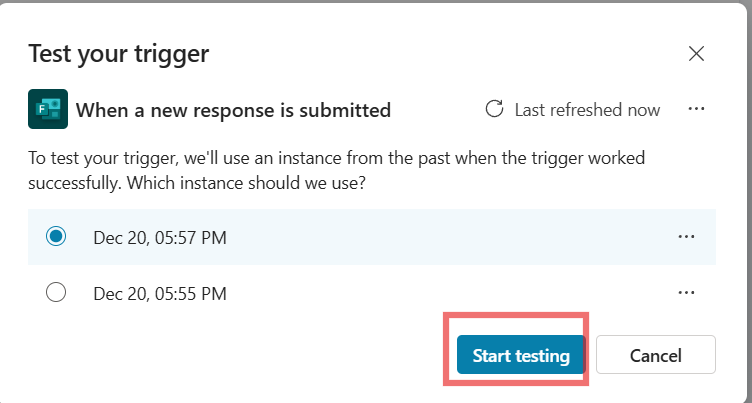 Test your trigger
F
When a new response is submitted
Last refreshed now
To test your trigger, we'll use an instance from the past when the trigger worked
successfully. Which instance should we use?
Dec 20, 05:57 PM
Dec 20, 05:55 PM
Start testing
Cancel